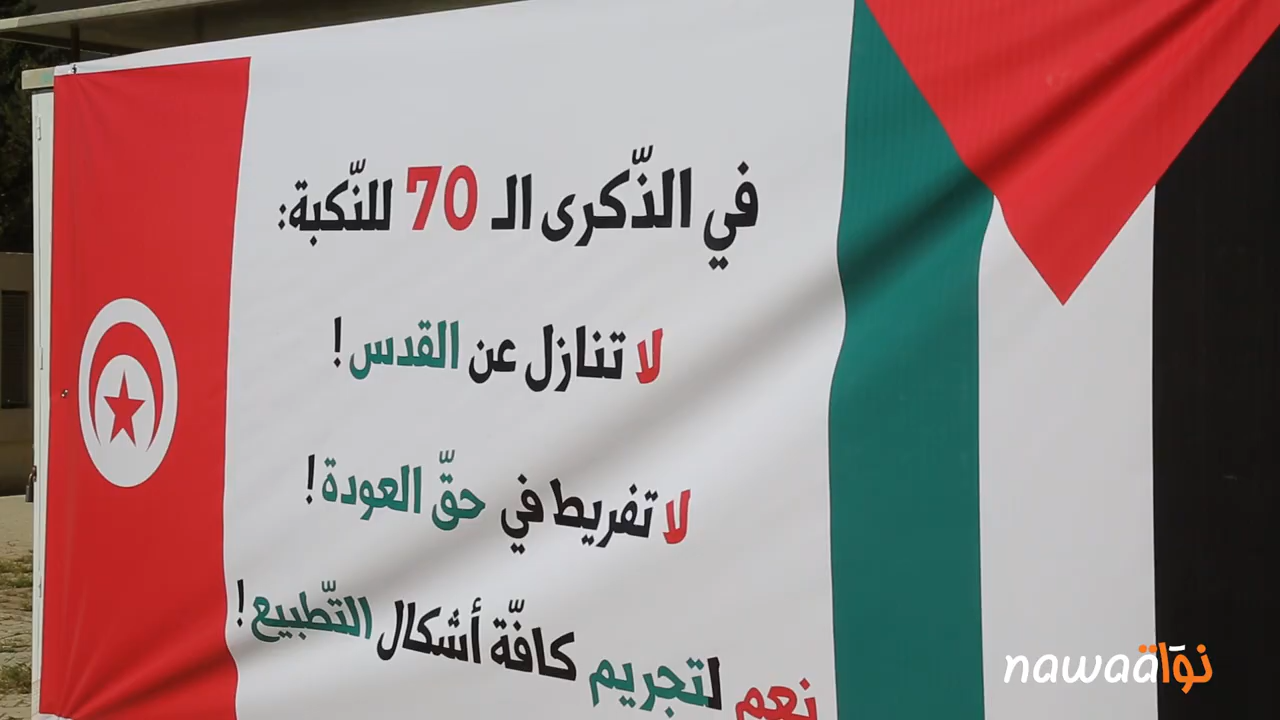 في الذّكرى الـ 70 للنّكبة:
لا تنازل عن القدس!
لا تفريط في حقّ العودة!
نعم لتجريم كافّة أشكال التّطبيع!
nawaaنواة